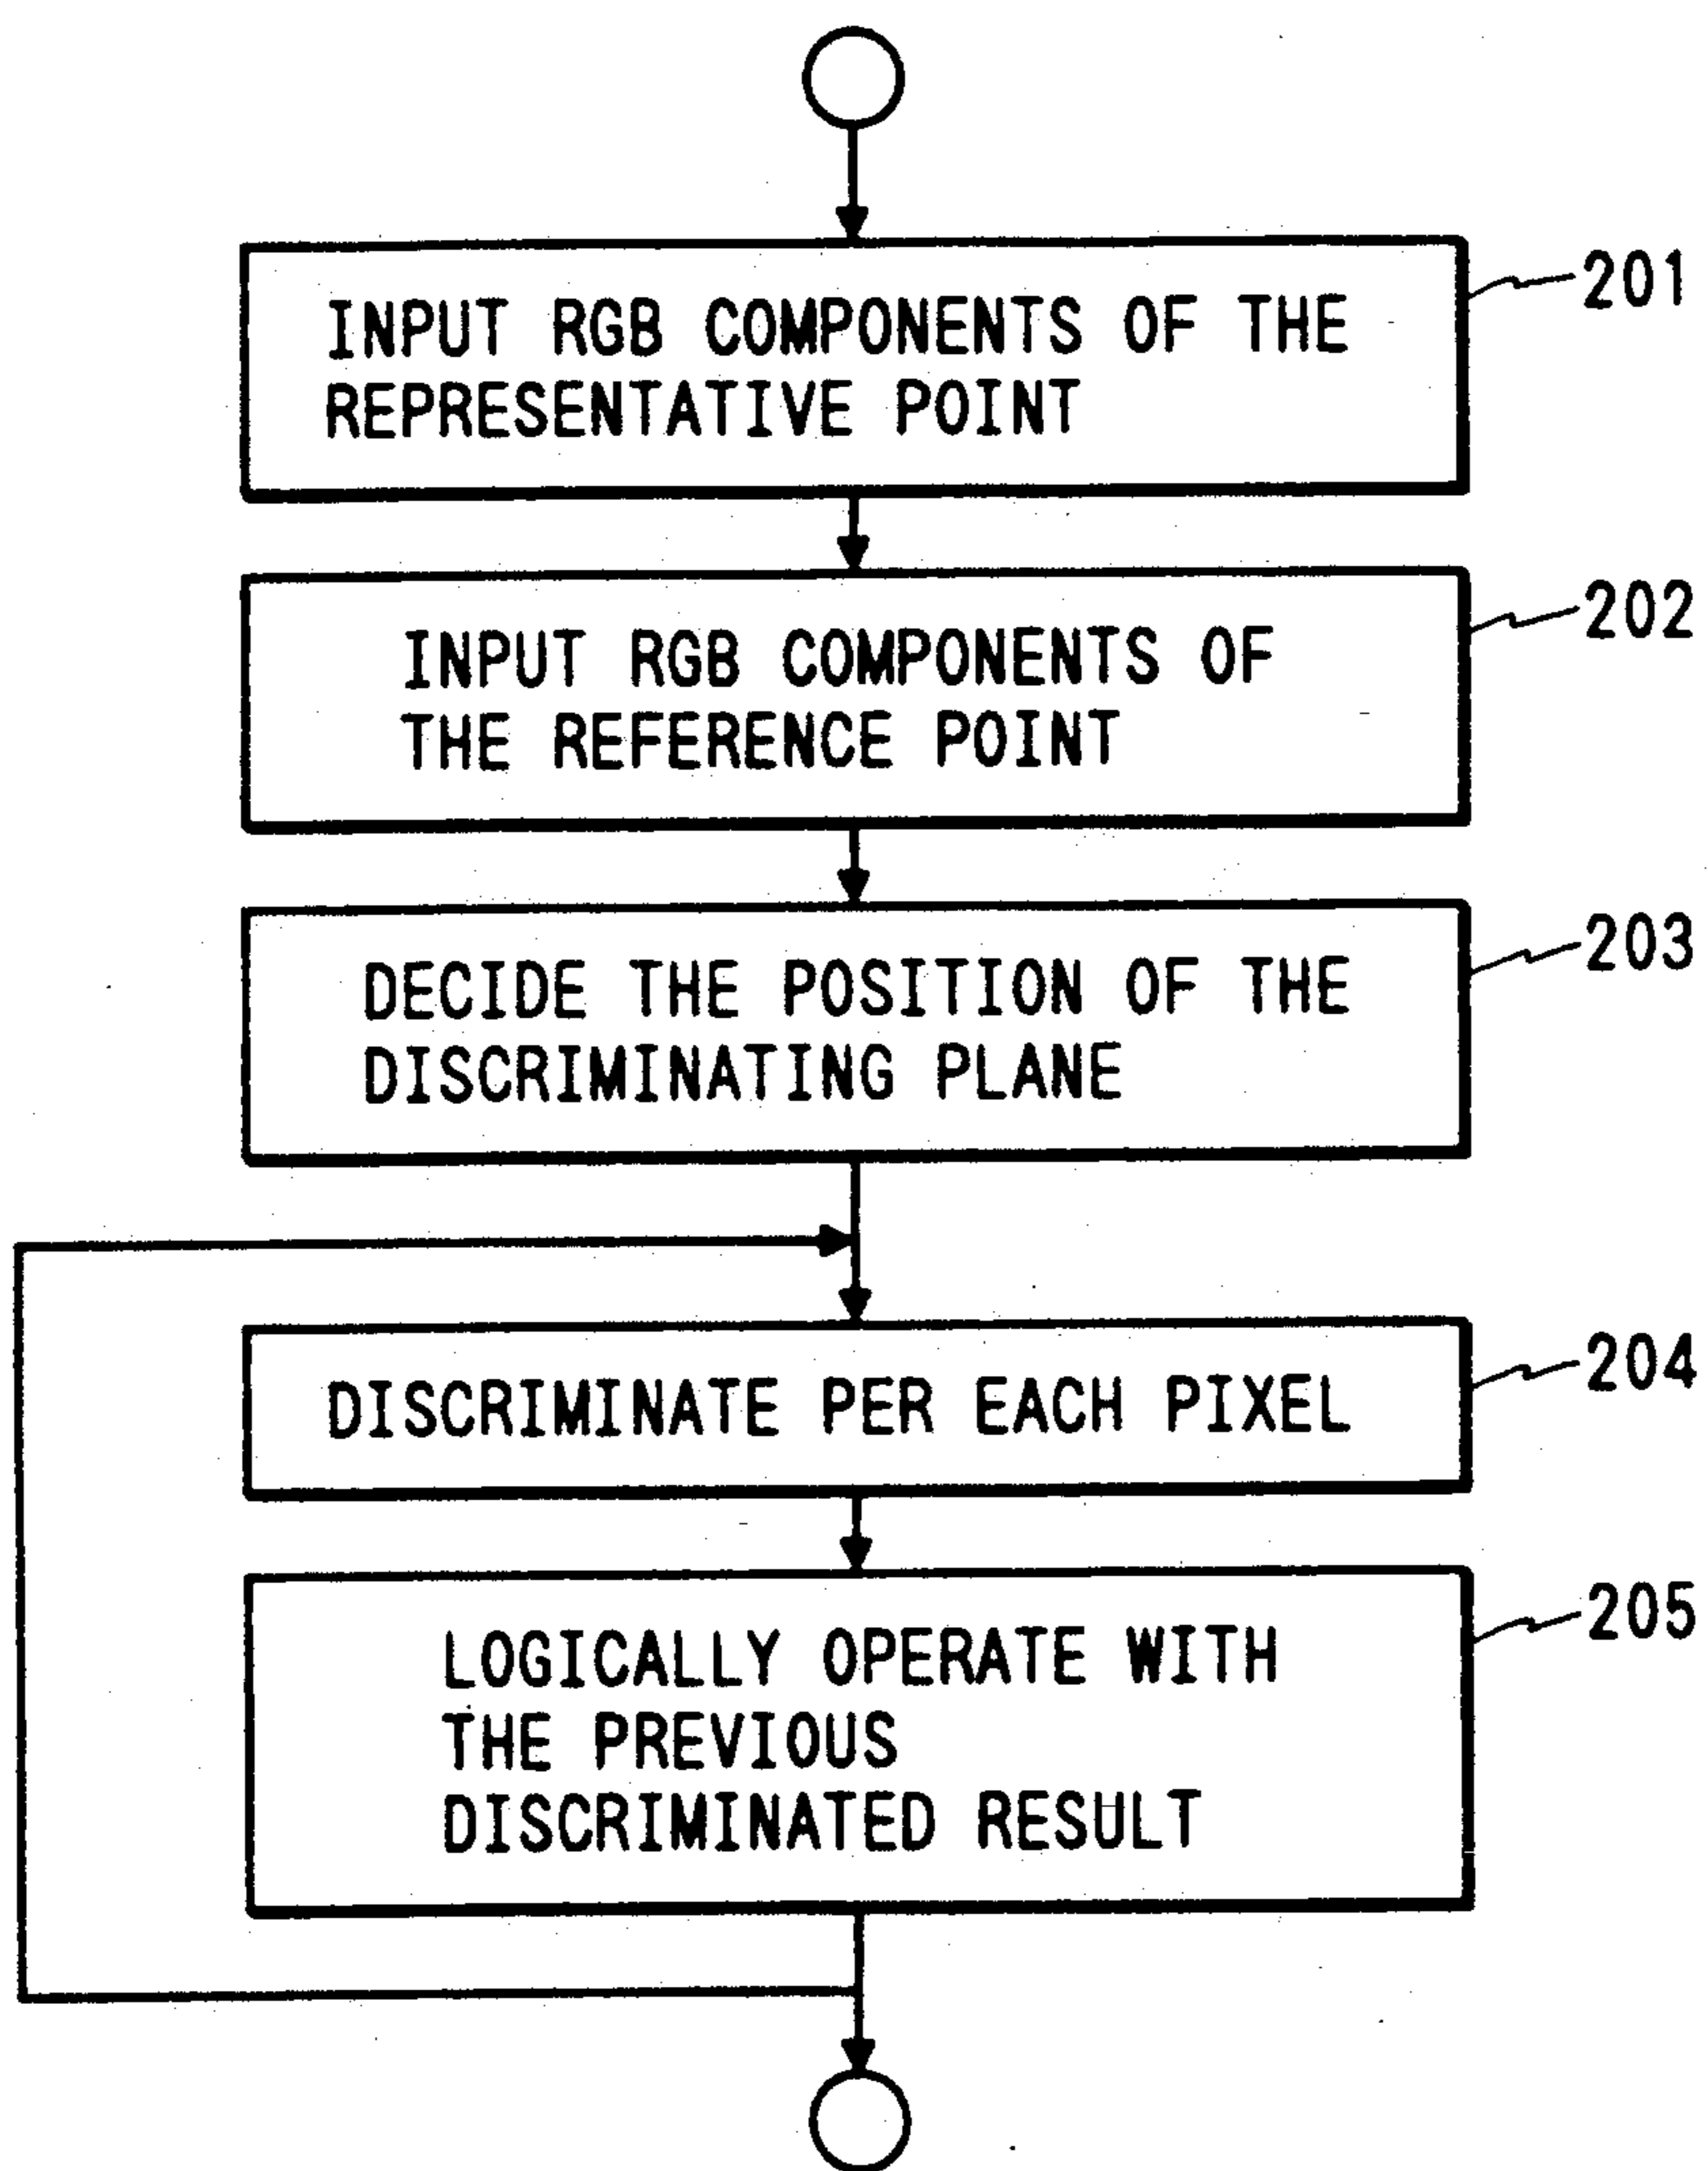 INPUT RGB COMPONENTS OF THE
REPRESENTATIVE POINT
201
INPUT RGB COMPONENTS OF
THE REFERENCE POINT
202
DECIDE THE POSITION OF THE
DISCRIMINATING PLANE
203
DISCRIMINATE PER EACH PIXEL
204
LOGICALLY OPERATE WITH
THE PREVIOUS
DISCRIMINATED RESULT
205